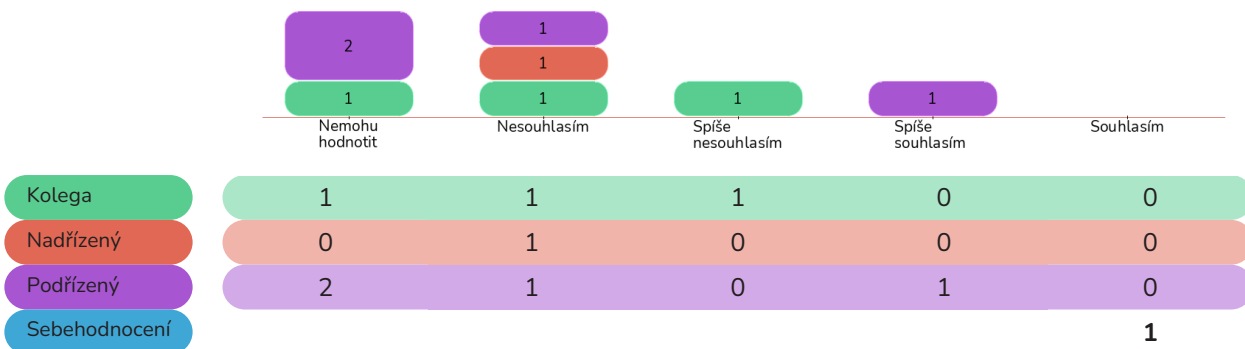 2 1
1 1 1
1 1
Nemohu hodnotit Nesouhlasím Spíše nesouhlasím Spíše souhlasím Souhlasím
Kolega 1 1 1 0 0
Nadřízený 0 1 0 0 0
Podřízený 2 1 0 1 0
Sebehodnocení 1